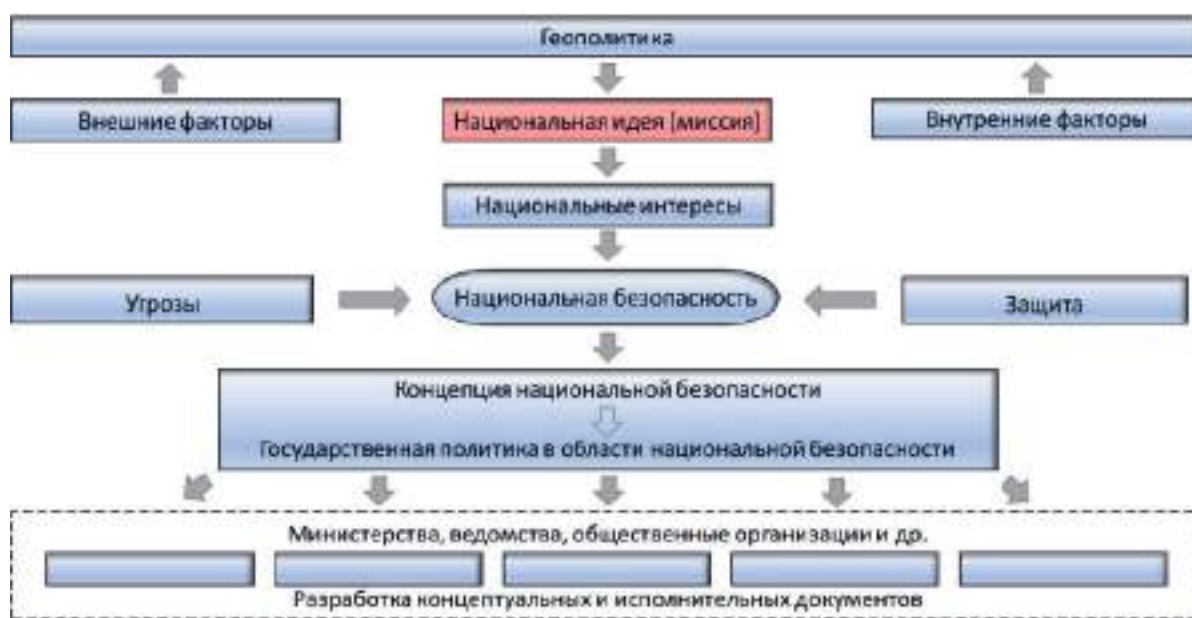 Геополитика
Внешние факторы
Национальная идея (миссия)
Внутренние факторы
Национальные интересы
Угрозы
Национальная безопасность
Защита
Концепция национальной безопасности
Государственная политика в области национальной безопасности
Министерства, ведомства, общественные организации и др.
Разработка концептуальных и исполнительных документов